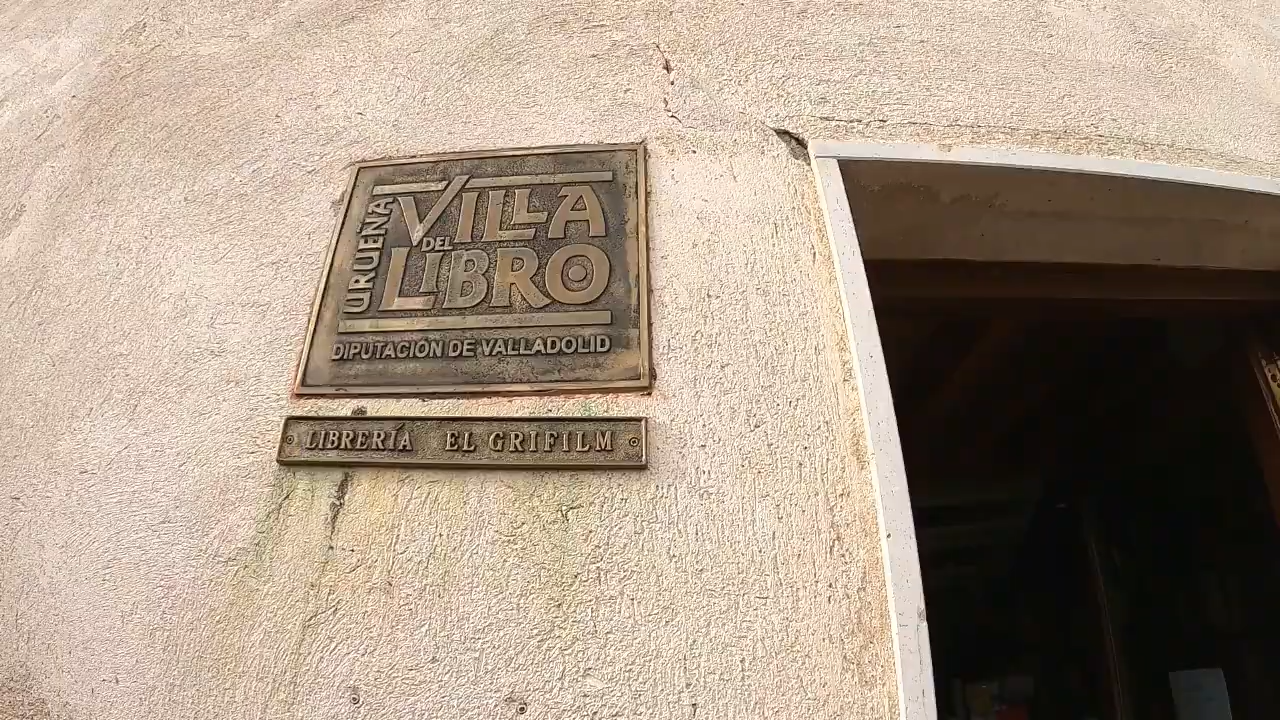 URUEÑA
VILLA
DEL
LIBRO
DIPUTACIÓN DE VALLADOLID
LIBRERÍA EL GRIFILM